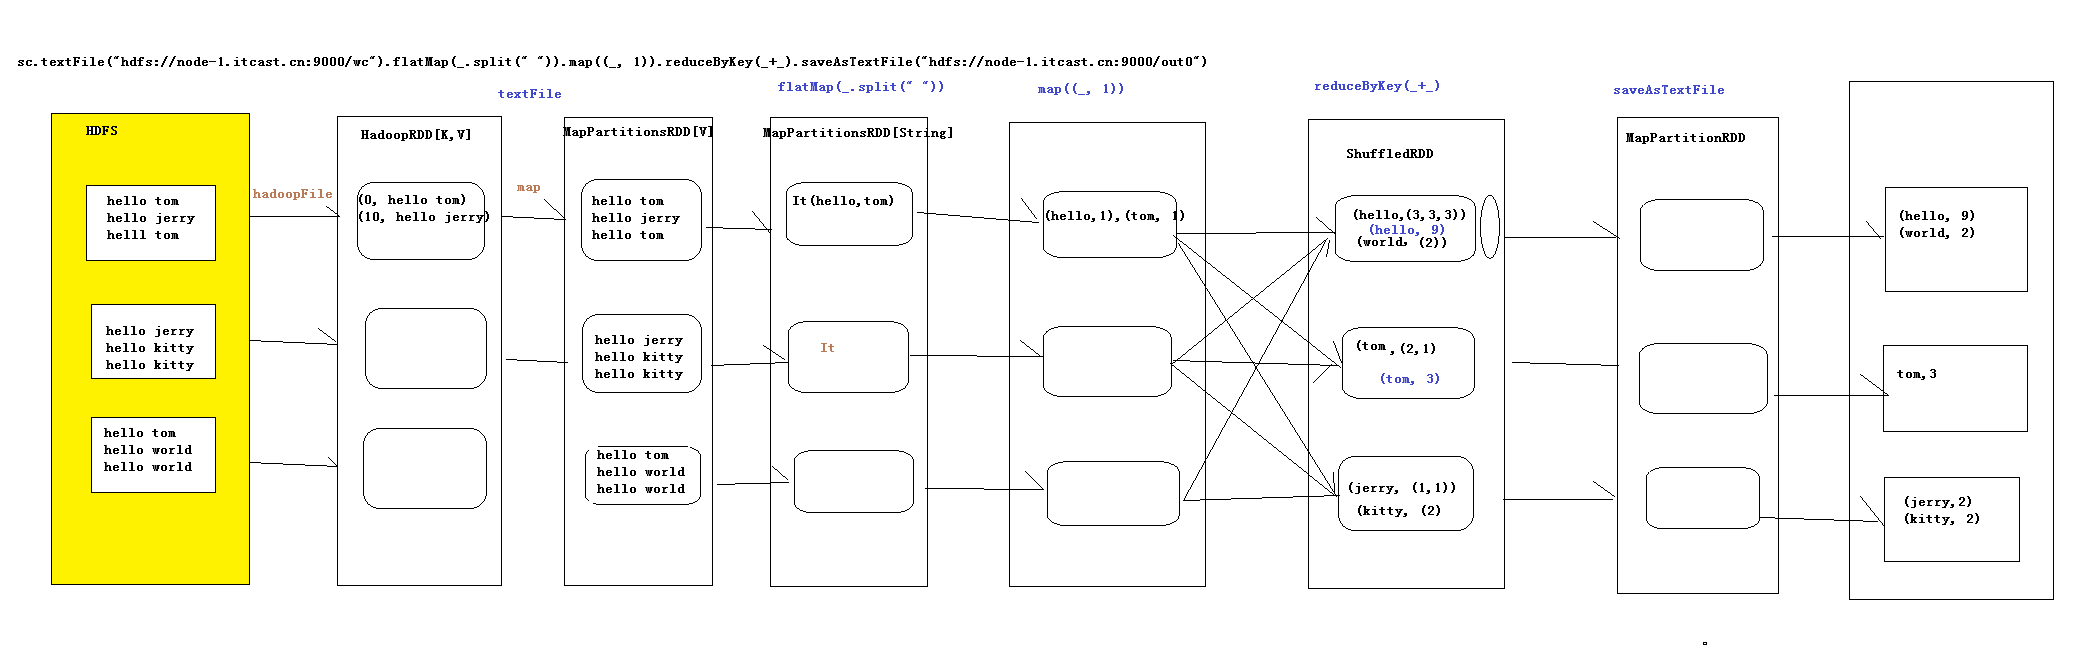 sc.textFile("hdfs://node-1.itcast.cn:9000/wc").flatMap(_.split(" ")).map((_, 1)).reduceByKey(_+_).saveAsTextFile("hdfs://node-1.itcast.cn:9000/out0")
textFile
flatMap(_.split(" "))
map((_, 1))
reduceByKey(_+_)
saveAsTextFile
HDFS
hello tom
hello jerry
helll tom
hello jerry
hello kitty
hello kitty
hello tom
hello world
hello world
hadoopFile
HadoopRDD[K,V]
(0, hello tom)
(10, hello jerry)
map
MapPartitionsRDD[V]
hello tom
hello jerry
hello tom
hello jerry
hello kitty
hello kitty
hello tom
hello world
hello world
MapPartitionsRDD[String]
It(hello,tom)
It
(hello,1),(tom, 1)
ShuffledRDD
(hello,(3,3,3))
(hello, 9)
(world, (2))
(tom,(2,1)
(tom, 3)
(jerry, (1,1))
(kitty, (2)
MapPartitionRDD
(hello, 9)
(world, 2)
tom,3
(jerry,2)
(kitty, 2)